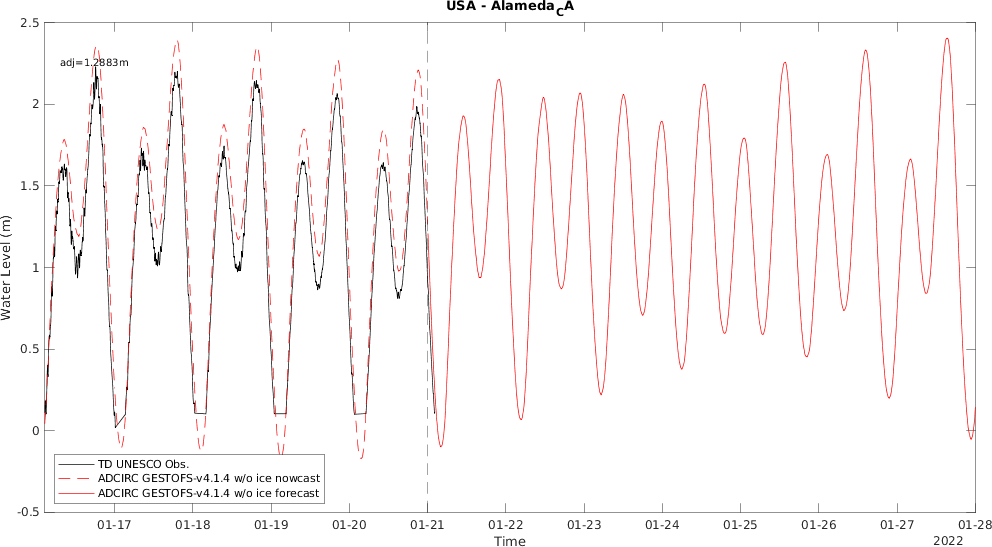 USA - Alameda_CA
2.5
adj=1.2883m
2
1.5
1
0.5
0
-0.5
Water Level (m)
TD UNESCO Obs.
ADCIRC GESTOFS-v4.1.4 w/o ice nowcast
ADCIRC GESTOFS-v4.1.4 w/o ice forecast
01-17 01-18 01-19 01-20 01-21 01-22 01-23 01-24 01-25 01-26 01-27 01-28
Time
2022